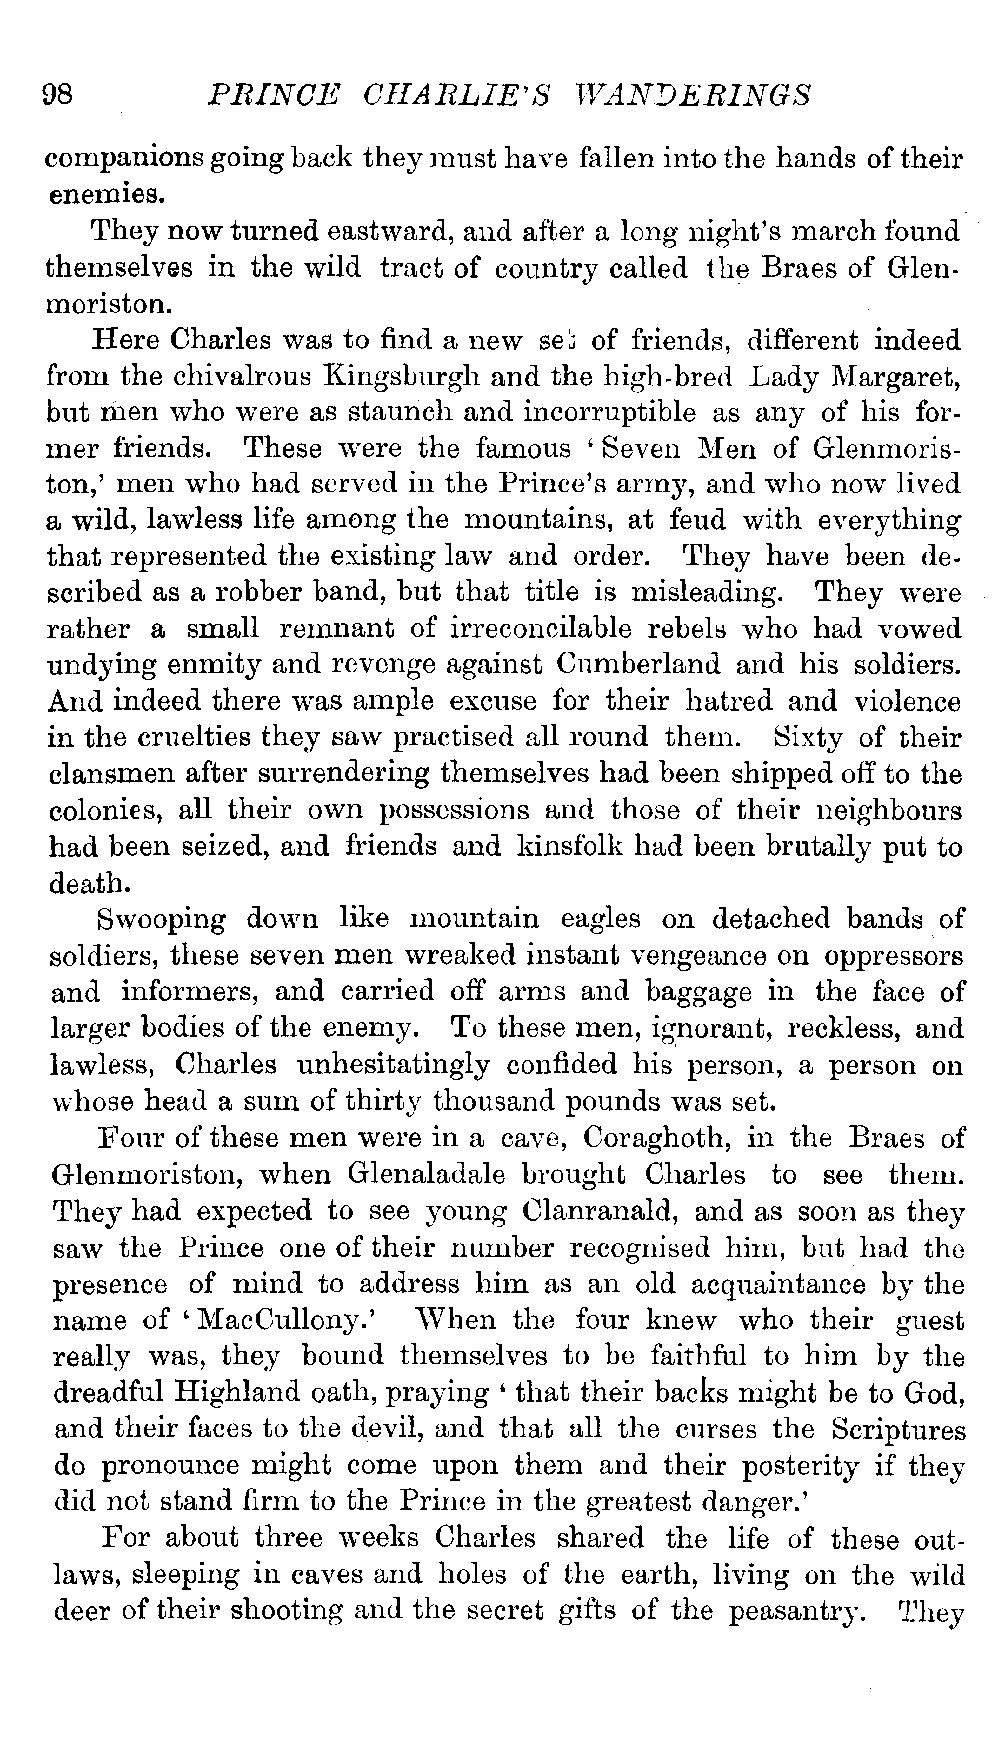 98 PRINCE CHARLIE'S WANDERINGS
companions going back they must have fallen into the hands of their
enemies.
They now turned eastward, and after a long night's march found
themselves in the wild tract of country called the Braes of Glen-
moriston.
Here Charles was to find a new set of friends, different indeed
from the chivalrous Kingsburgh and the high-bred Lady Margaret,
but men who were as staunch and incorruptible as any of his for-
mer friends. These were the famous ‘Seven Men of Glenmoris-
ton,’ men who had served in the Prince's army, and who now lived
a wild, lawless life among the mountains, at feud with everything
that represented the existing law and order. They have been de-
scribed as a robber band, but that title is misleading. They were
rather a small remnant of irreconcilable rebels who had vowed
undying enmity and revenge against Cumberland and his soldiers.
And indeed there was ample excuse for their hatred and violence
in the cruelties they saw practised all round them. Sixty of their
clansmen after surrendering themselves had been shipped off to the
colonies, all their own possessions and those of their neighbours
had been seized, and friends and kinsfolk had been brutally put to
death.
Swooping down like mountain eagles on detached bands of
soldiers, these seven men wreaked instant vengeance on oppressors
and informers, and carried off arms and baggage in the face of
larger bodies of the enemy. To these men, ignorant, reckless, and
lawless, Charles unhesitatingly confided his person, a person on
whose head a sum of thirty thousand pounds was set.
Four of these men were in a cave, Coraghoth, in the Braes of
Glenmoriston, when Glenaladale brought Charles to see them.
They had expected to see young Clanranald, and as soon as they
saw the Prince one of their number recognised him, but had the
presence of mind to address him as an old acquaintance by the
name of ‘MacCullony.’ When the four knew who their guest
really was, they bound themselves to be faithful to him by the
dreadful Highland oath, praying ‘that their backs might be to God,
and their faces to the devil, and that all the curses the Scriptures
do pronounce might come upon them and their posterity if they
did not stand firm to the Prince in the greatest danger.’
For about three weeks Charles shared the life of these out-
laws, sleeping in caves and holes of the earth, living on the wild
deer of their shooting and the secret gifts of the peasantry. They